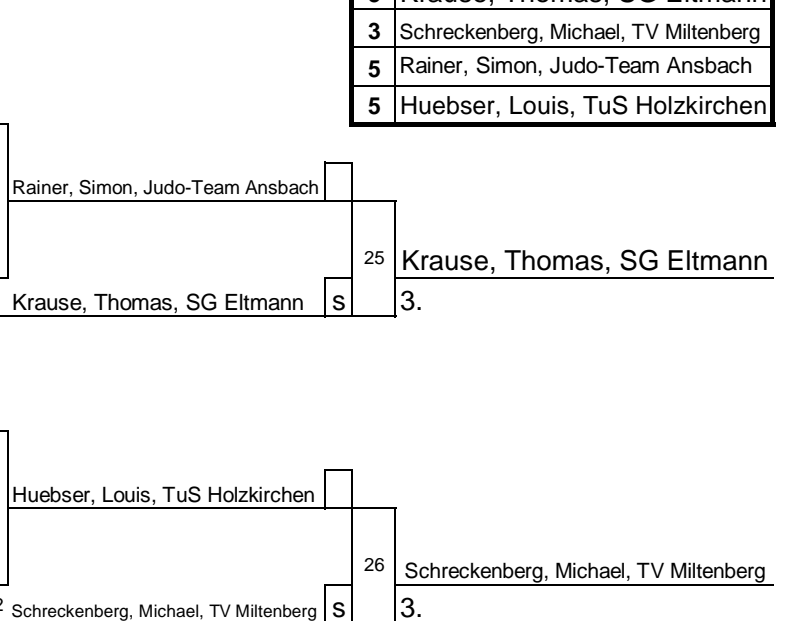 3 Krause, Thomas, SG Eltmann
3 Schreckenberg, Michael, TV Miltenberg
5 Rainer, Simon, Judo-Team Ansbach
5 Huebser, Louis, TuS Holzkirchen
Rainer, Simon, Judo-Team Ansbach
25 Krause, Thomas, SG Eltmann
Krause, Thomas, SG Eltmann s 3.
Huebser, Louis, TuS Holzkirchen
26 Schreckenberg, Michael, TV Miltenberg
2 Schreckenberg, Michael, TV Miltenberg s 3.